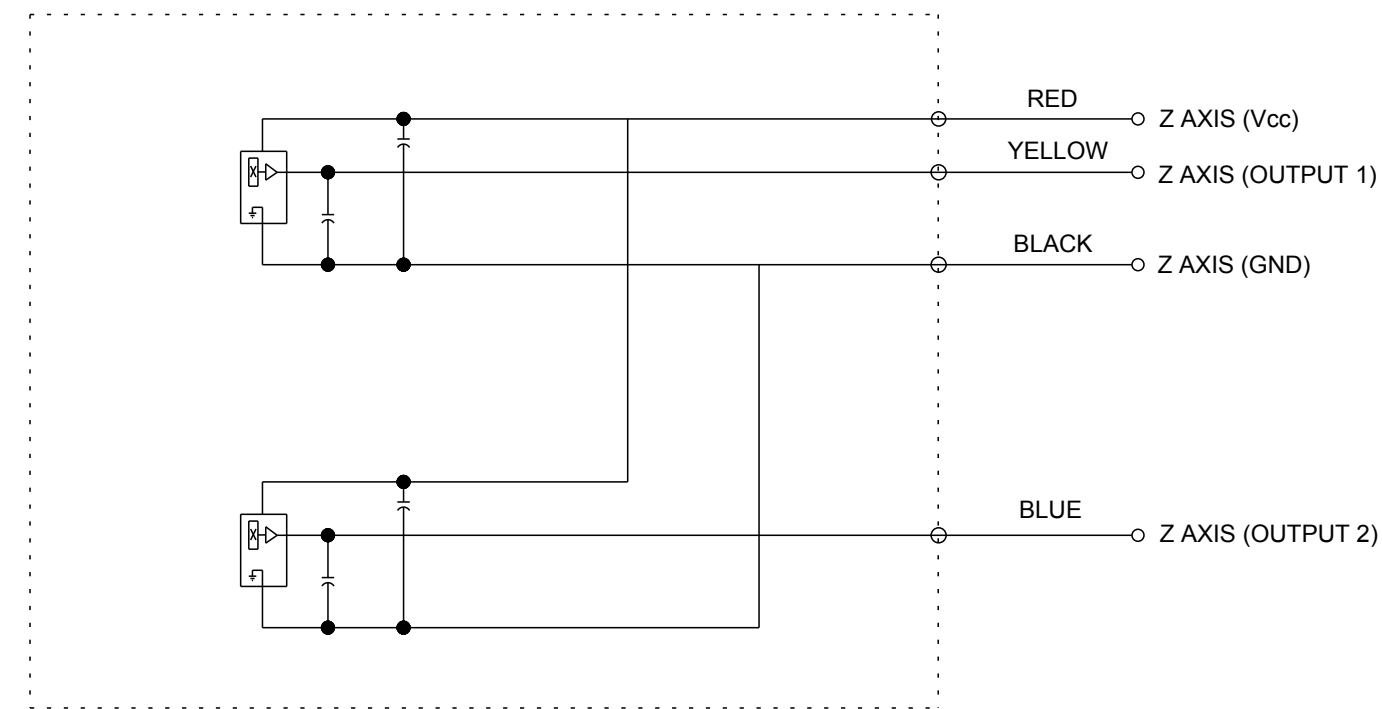 RED
Z AXIS (Vcc)
YELLOW
Z AXIS (OUTPUT 1)
BLACK
Z AXIS (GND)
BLUE
Z AXIS (OUTPUT 2)
X
X